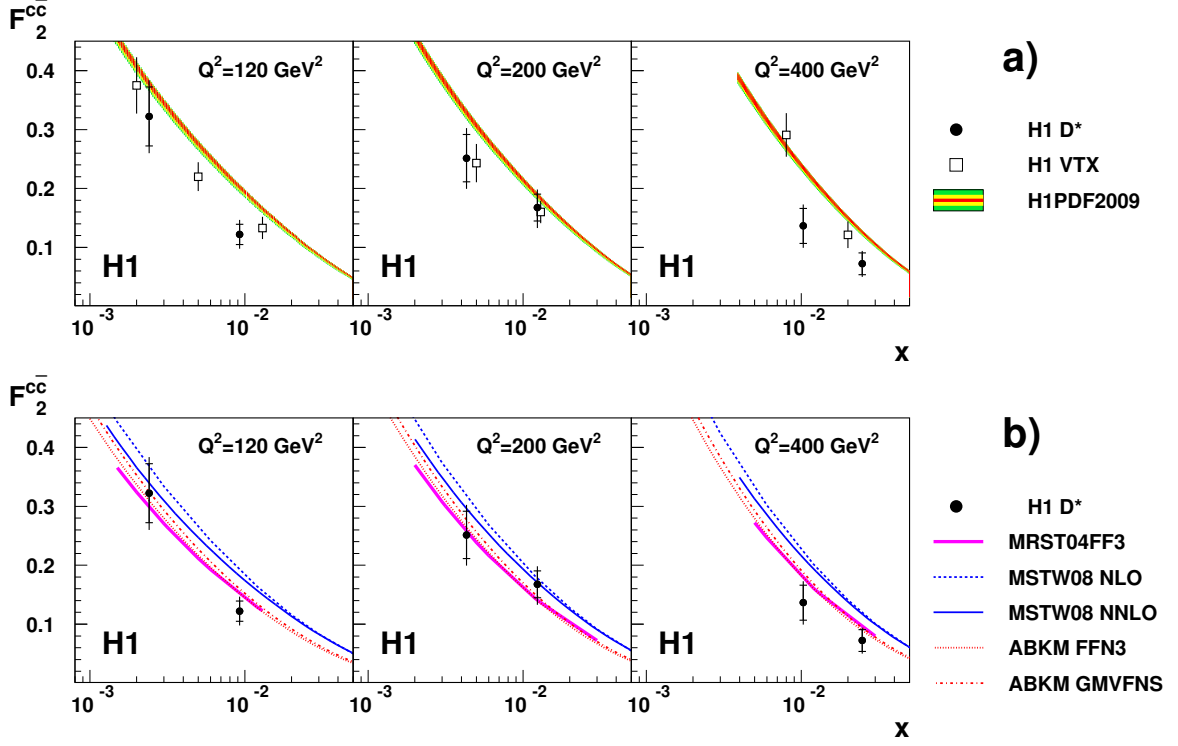 F₂^cc̄
a)
Q²=120 GeV²
Q²=200 GeV²
Q²=400 GeV²
0.4
0.3
0.2
0.1
H1
H1
H1
10⁻³
10⁻²
10⁻³
10⁻²
10⁻³
10⁻²
x
H1 D*
H1 VTX
H1PDF2009
F₂^cc̄
b)
Q²=120 GeV²
Q²=200 GeV²
Q²=400 GeV²
0.4
0.3
0.2
0.1
H1
H1
H1
10⁻³
10⁻²
10⁻³
10⁻²
10⁻³
10⁻²
x
H1 D*
MRST04FF3
MSTW08 NLO
MSTW08 NNLO
ABKM FFN3
ABKM GMVFNS